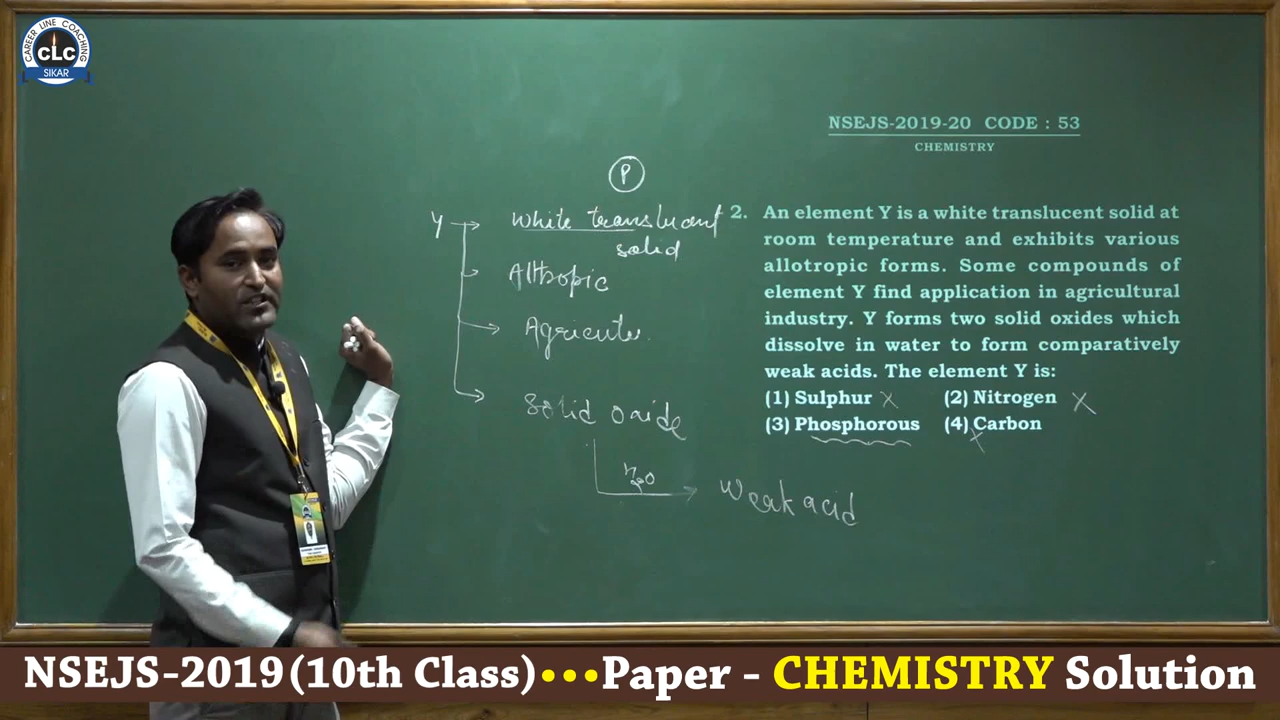 CAREER LINE COACHING
CLC
SIKAR
NSEJS-2019-20 CODE : 53
CHEMISTRY
P
Y → White translucent
solid
Alltropic
Agricultu.
Solid oxide
H2O
Weak acid
2. An element Y is a white translucent solid at
room temperature and exhibits various
allotropic forms. Some compounds of
element Y find application in agricultural
industry. Y forms two solid oxides which
dissolve in water to form comparatively
weak acids. The element Y is:
(1) Sulphur × (2) Nitrogen ×
(3) Phosphorous (4) Carbon ×
NSEJS-2019(10th Class)•••Paper - CHEMISTRY Solution